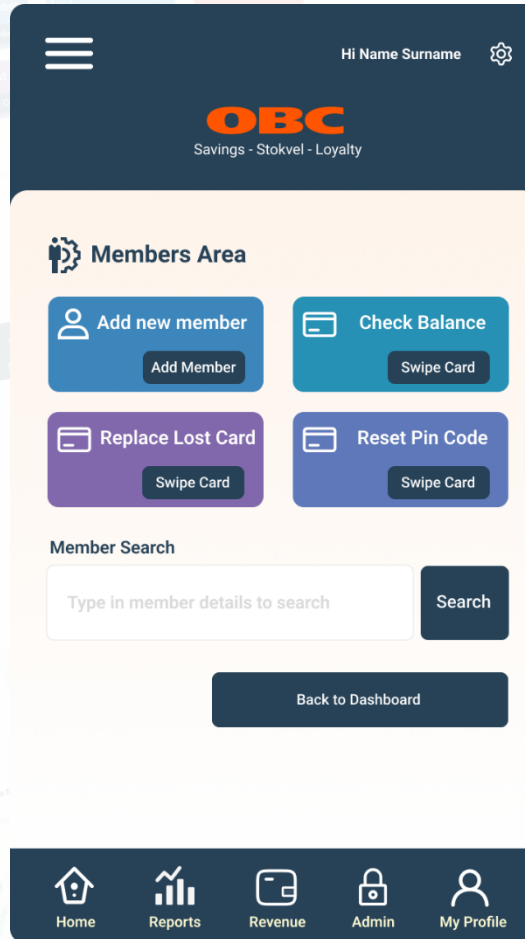 Hi Name Surname
OBC
Savings - Stokvel - Loyalty
Members Area
Add new member
Add Member
Check Balance
Swipe Card
Replace Lost Card
Swipe Card
Reset Pin Code
Swipe Card
Member Search
Type in member details to search
Search
Back to Dashboard
Home
Reports
Revenue
Admin
My Profile